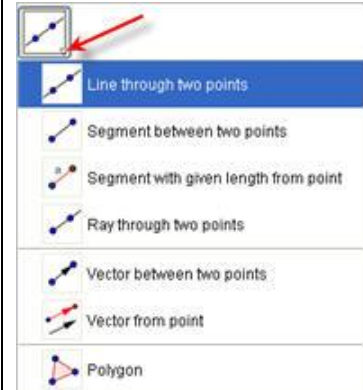 Line through two points
Segment between two points
a
Segment with given length from point
Ray through two points
Vector between two points
Vector from point
Polygon